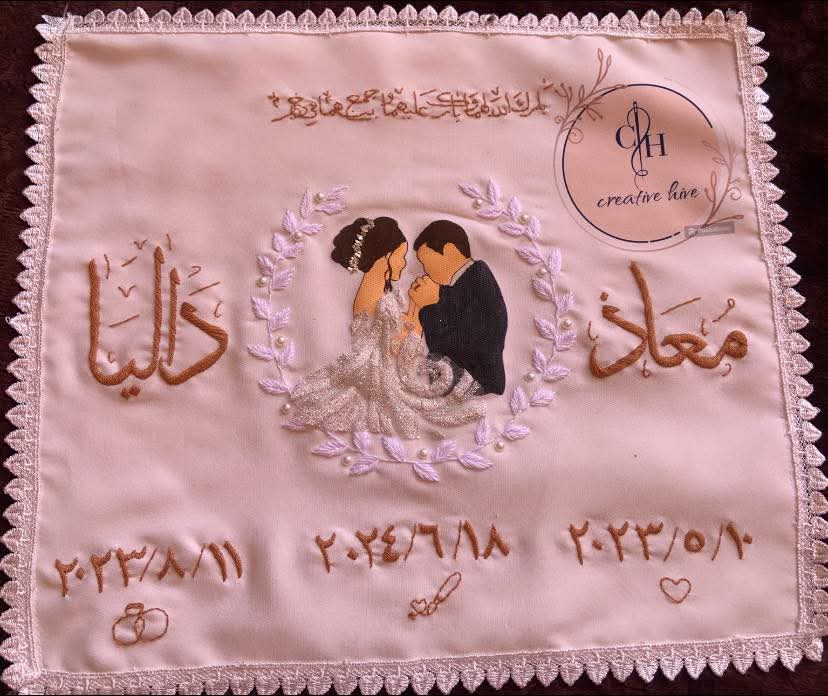 بارك الله لهما وبارك عليهما وجمع بينهما في خير
CH
creative hive
معاذ
داليا
٢٠٢٣/٥/١٠
٢٠٢٤/٦/١٨
٢٠٢٣/٨/١١